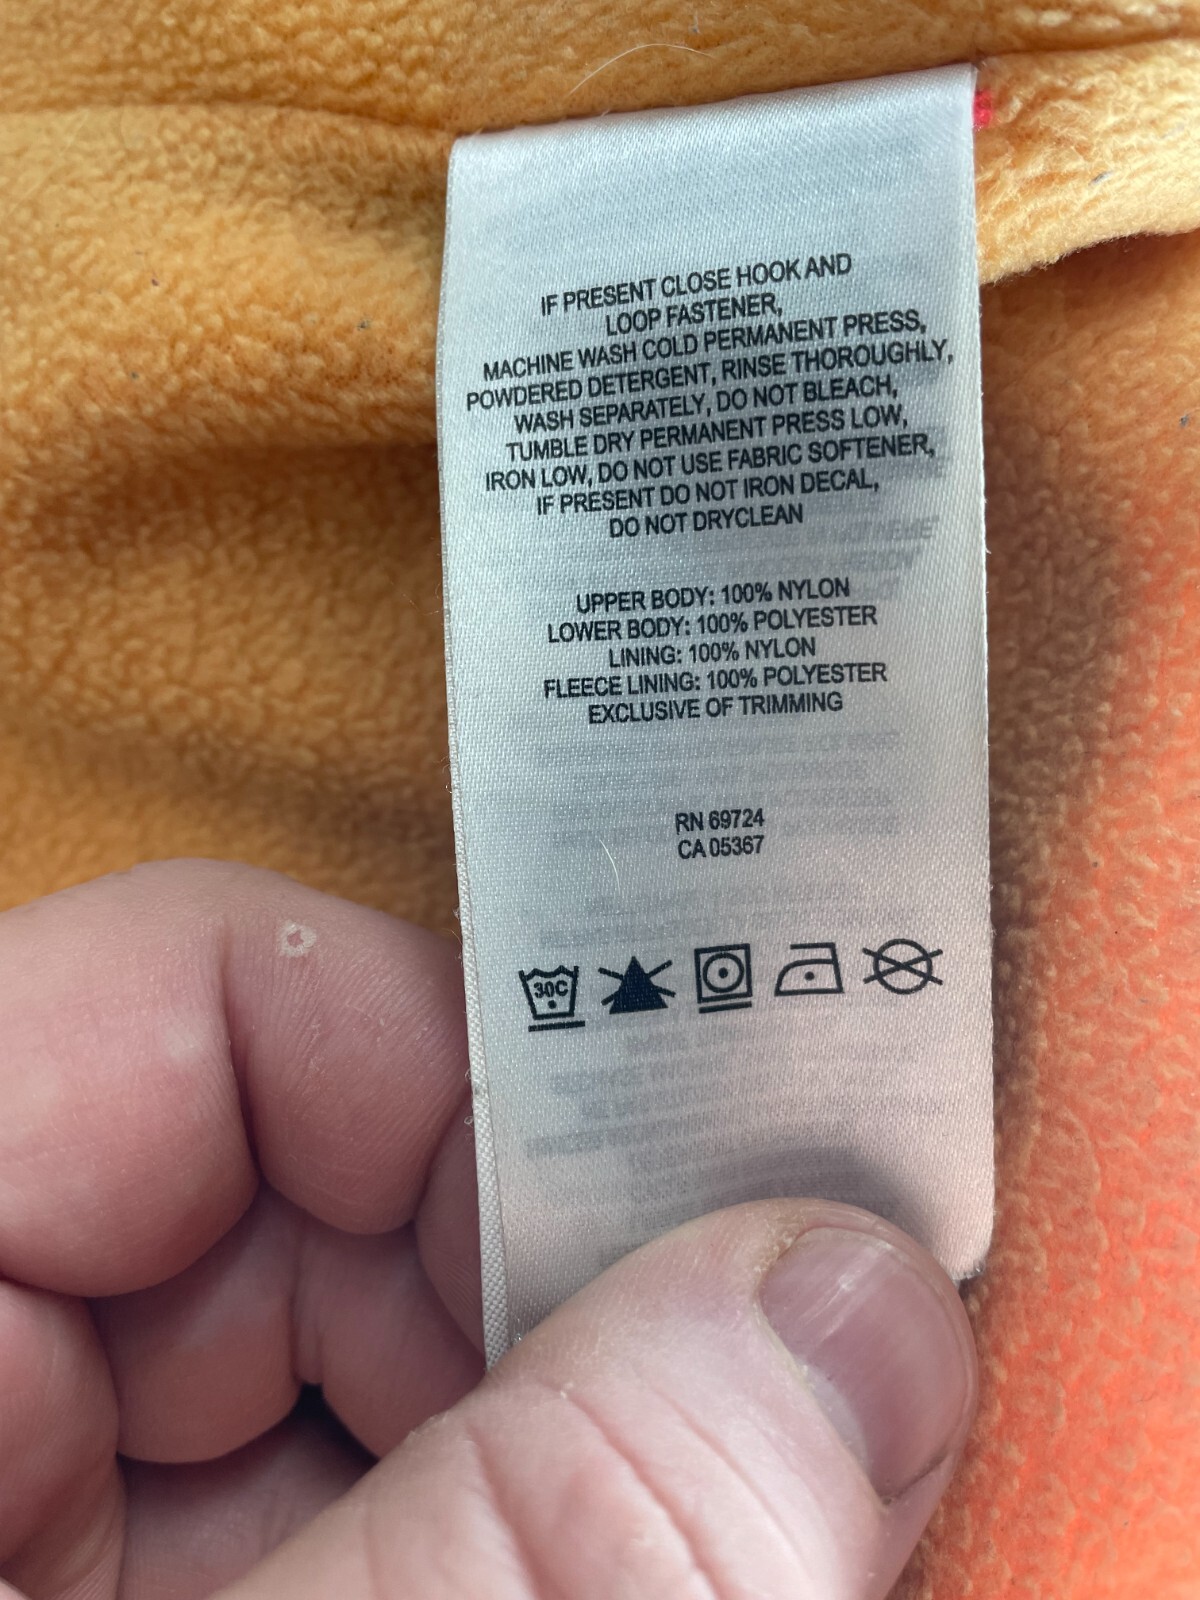 IF PRESENT CLOSE HOOK AND
LOOP FASTENER,
MACHINE WASH COLD PERMANENT PRESS,
POWDERED DETERGENT, RINSE THOROUGHLY,
WASH SEPARATELY, DO NOT BLEACH,
TUMBLE DRY PERMANENT PRESS LOW,
IRON LOW, DO NOT USE FABRIC SOFTENER,
IF PRESENT DO NOT IRON DECAL,
DO NOT DRYCLEAN
UPPER BODY: 100% NYLON
LOWER BODY: 100% POLYESTER
LINING: 100% NYLON
FLEECE LINING: 100% POLYESTER
EXCLUSIVE OF TRIMMING
RN 69724
CA 05367
30C